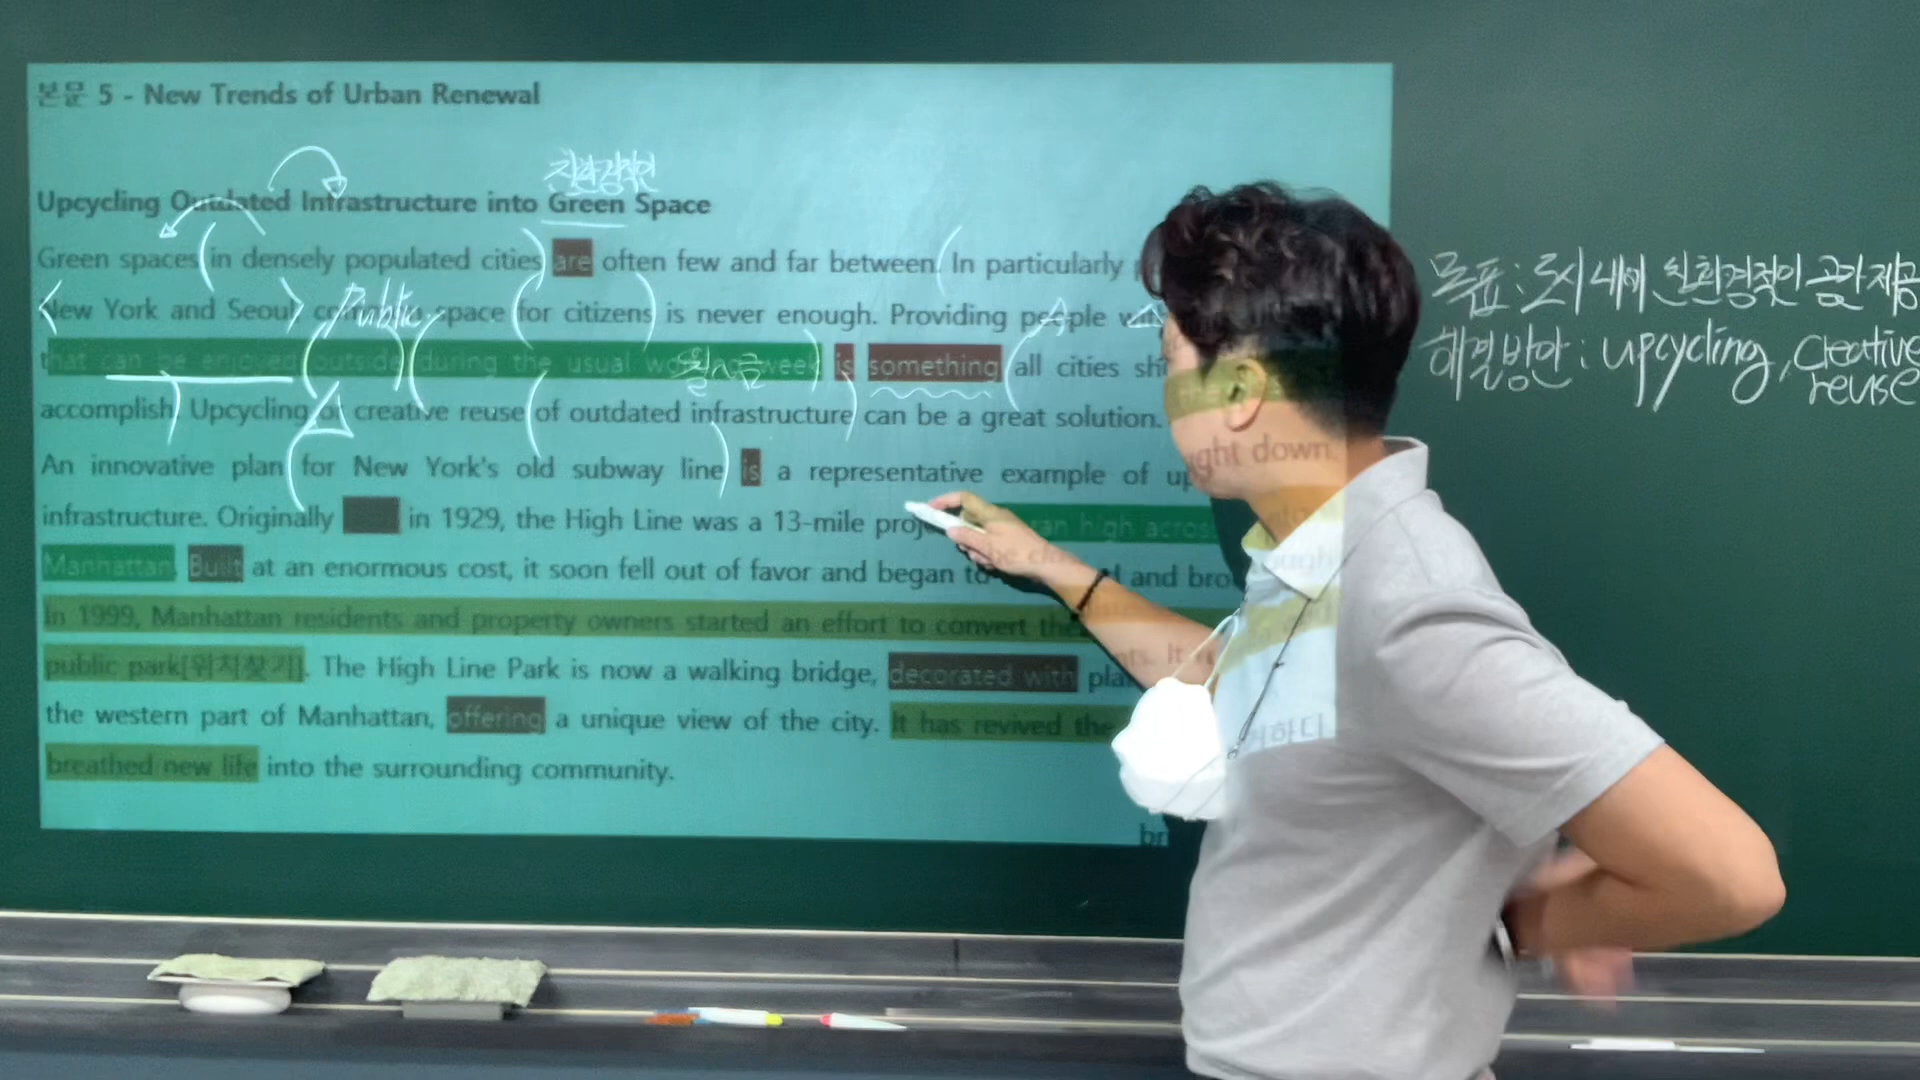 본문 5 - New Trends of Urban Renewal
친환경적인
Upcycling Outdated Infrastructure into Green Space
Green spaces in densely populated cities are often few and far between. In particularly
New York and Seoul, Public space for citizens is never enough. Providing people
that can be enjoyed outside during the usual week is something all cities
월~금
accomplish. Upcycling or creative reuse of outdated infrastructure can be a great solution.
An innovative plan for New York's old subway line is a representative example of
infrastructure. Originally in 1929, the High Line was a 13-mile ran high across
Manhattan. Built at an enormous cost, it soon fell out of favor and began to and
In 1999, Manhattan residents and property owners started an effort to convert
public park[위치찾기]. The High Line Park is now a walking bridge, decorated with
the western part of Manhattan, offering a unique view of the city. It has revived the
breathed new life into the surrounding community.
목표 : 도시 내에 친환경적인 공간 제공
해결방안 : upcycling, creative
reuse
ght down.